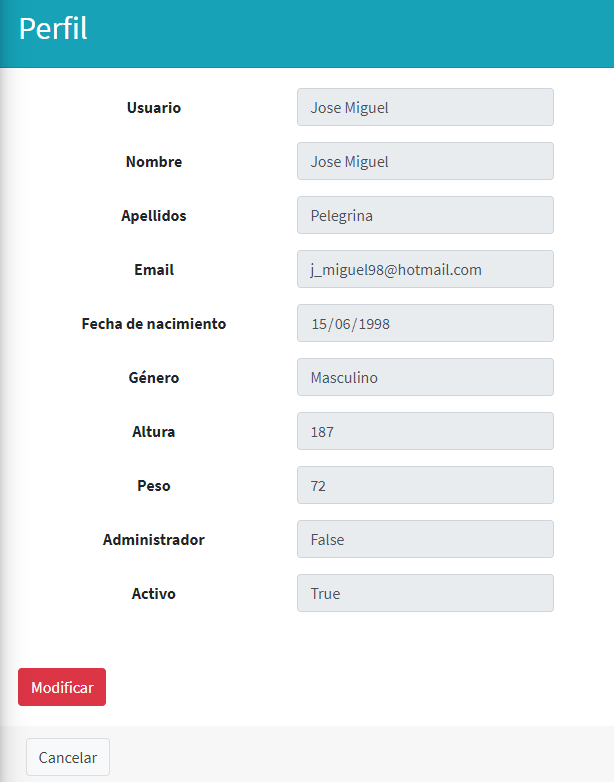 Perfil
Usuario Jose Miguel
Nombre Jose Miguel
Apellidos Pelegrina
Email j_miguel98@hotmail.com
Fecha de nacimiento 15/06/1998
Género Masculino
Altura 187
Peso 72
Administrador False
Activo True
Modificar
Cancelar